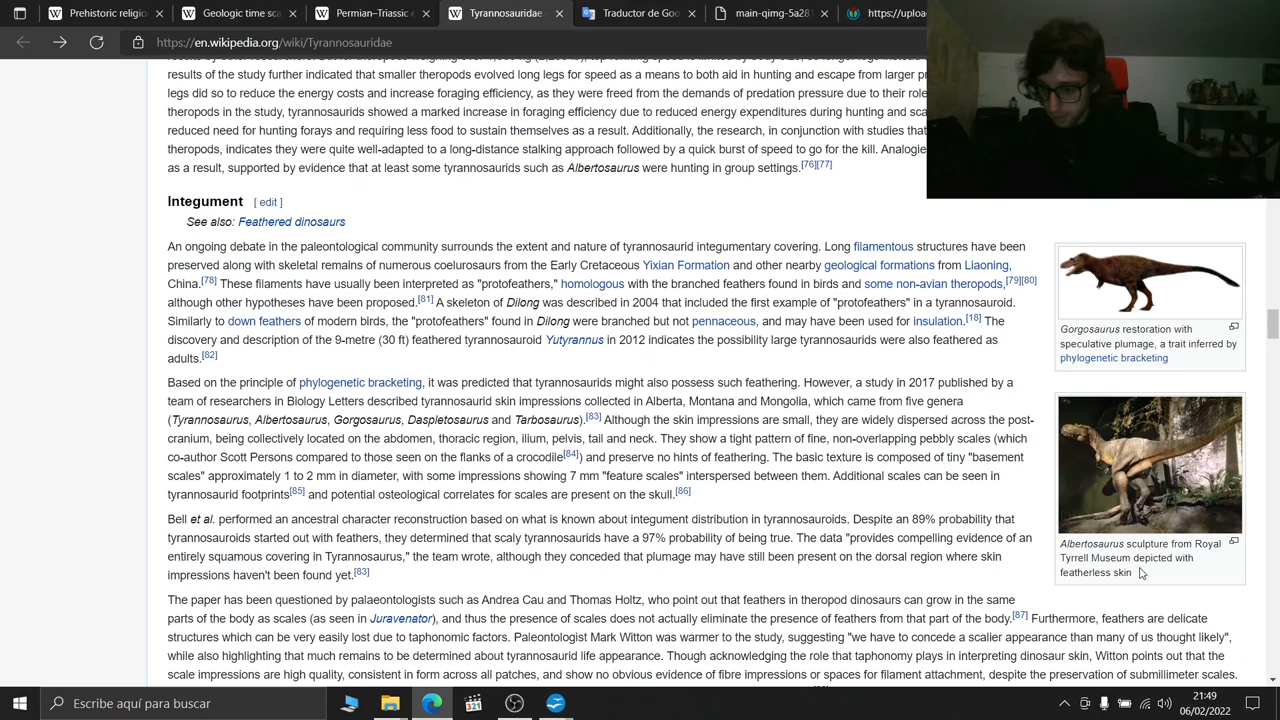 Prehistoric religio
Geologic time sca
Permian–Triassic e
Tyrannosauridae -
Traductor de Goo
main-qimg-5a281
https://upload
https://en.wikipedia.org/wiki/Tyrannosauridae
results of the study further indicated that smaller theropods evolved long legs for speed as a means to both aid in hunting and escape from larger pr
legs did so to reduce the energy costs and increase foraging efficiency, as they were freed from the demands of predation pressure due to their role
theropods in the study, tyrannosaurs showed a marked increase in foraging efficiency due to reduced energy expenditures during hunting and sca
reduced need for hunting forays and requiring less food to sustain themselves as a result. Additionally, the research, in conjunction with studies that
theropods, indicates they were quite well-adapted to a long-distance stalking approach followed by a quick burst of speed to go for the kill. Analogie
as a result, supported by evidence that at least some tyrannosaurids such as Albertosaurus were hunting in group settings.[76][77]
Integument [ edit ]
See also: Feathered dinosaurs
An ongoing debate in the paleontological community surrounds the extent and nature of tyrannosaurid integumentary covering. Long filamentous structures have been
preserved along with skeletal remains of numerous coelurosaurs from the Early Cretaceous Yixian Formation and other nearby geological formations from Liaoning,
China.[78] These filaments have usually been interpreted as "protofeathers," homologous with the branched feathers found in birds and some non-avian theropods,[79][80]
although other hypotheses have been proposed.[81] A skeleton of Dilong was described in 2004 that included the first example of "protofeathers" in a tyrannosauroid.
Similarly to down feathers of modern birds, the "protofeathers" found in Dilong were branched but not pennaceous, and may have been used for insulation.[18] The
discovery and description of the 9-metre (30 ft) feathered tyrannosauroid Yutyrannus in 2012 indicates the possibility large tyrannosaurids were also feathered as
adults.[82]
Based on the principle of phylogenetic bracketing, it was predicted that tyrannosaurids might also possess such feathering. However, a study in 2017 published by a
team of researchers in Biology Letters described tyrannosaurid skin impressions collected in Alberta, Montana and Mongolia, which came from five genera
(Tyrannosaurus, Albertosaurus, Gorgosaurus, Daspletosaurus and Tarbosaurus).[83] Although the skin impressions are small, they are widely dispersed across the post-
cranium, being collectively located on the abdomen, thoracic region, ilium, pelvis, tail and neck. They show a tight pattern of fine, non-overlapping pebbly scales (which
co-author Scott Persons compared to those seen on the flanks of a crocodile[84]) and preserve no hints of feathering. The basic texture is composed of tiny "basement
scales" approximately 1 to 2 mm in diameter, with some impressions showing 7 mm "feature scales" interspersed between them. Additional scales can be seen in
tyrannosaurid footprints[85] and potential osteological correlates for scales are present on the skull.[86]
Bell et al. performed an ancestral character reconstruction based on what is known about integument distribution in tyrannosauroids. Despite an 89% probability that
tyrannosauroids started out with feathers, they determined that scaly tyrannosaurids have a 97% probability of being true. The data "provides compelling evidence of an
entirely squamous covering in Tyrannosaurus," the team wrote, although they conceded that plumage may have still been present on the dorsal region where skin
impressions haven't been found yet.[83]
The paper has been questioned by palaeontologists such as Andrea Cau and Thomas Holtz, who point out that feathers in theropod dinosaurs can grow in the same
parts of the body as scales (as seen in Juravenator), and thus the presence of scales does not actually eliminate the presence of feathers from that part of the body.[87] Furthermore, feathers are delicate
structures which can be very easily lost due to taphonomic factors. Paleontologist Mark Witton was warmer to the study, suggesting "we have to concede a scalier appearance than many of us thought likely",
while also highlighting that much remains to be determined about tyrannosaurid life appearance. Though acknowledging the role that taphonomy plays in interpreting dinosaur skin, Witton points out that the
scale impressions are high quality, consistent in form across all patches, and show no obvious evidence of fibre impressions or spaces for filament attachment, despite the preservation of submillimeter scales.
Gorgosaurus restoration with
speculative plumage, a trait inferred by
phylogenetic bracketing
Albertosaurus sculpture from Royal
Tyrrell Museum depicted with
featherless skin
Escribe aquí para buscar
321
21:49
06/02/2022